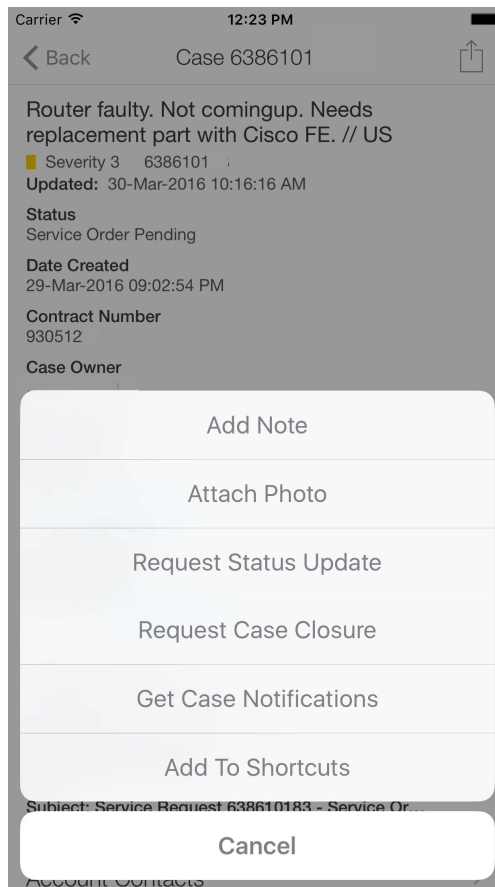 Carrier 12:23 PM
Back Case 6386101
Router faulty. Not comingup. Needs
replacement part with Cisco FE. // US
Severity 3 6386101
Updated: 30-Mar-2016 10:16:16 AM
Status
Service Order Pending
Date Created
29-Mar-2016 09:02:54 PM
Contract Number
930512
Case Owner
Add Note
Attach Photo
Request Status Update
Request Case Closure
Get Case Notifications
Add To Shortcuts
Subject: Service Request 638610183 - Service Or...
Cancel
Account Contacts